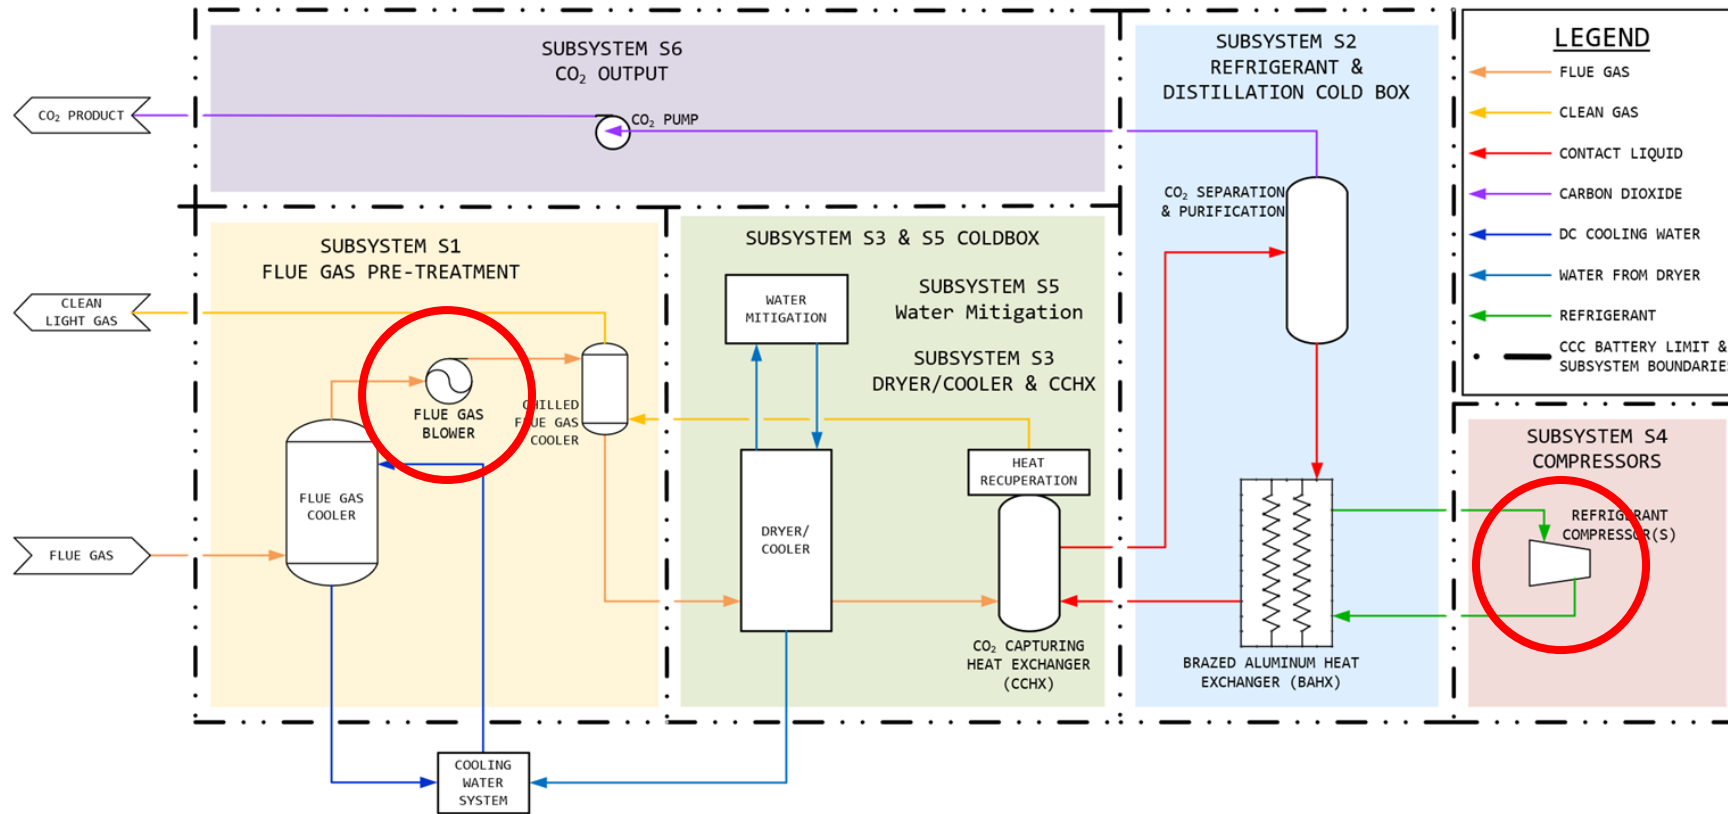 SUBSYSTEM S6
CO₂ OUTPUT
CO₂ PRODUCT
CO₂ PUMP
SUBSYSTEM S2
REFRIGERANT &
DISTILLATION COLD BOX
CO₂ SEPARATION
& PURIFICATION
LEGEND
FLUE GAS
CLEAN GAS
CONTACT LIQUID
CARBON DIOXIDE
DC COOLING WATER
WATER FROM DRYER
REFRIGERANT
CCC BATTERY LIMIT &
SUBSYSTEM BOUNDARIES
SUBSYSTEM S1
FLUE GAS PRE-TREATMENT
CLEAN
LIGHT GAS
FLUE GAS
BLOWER
CHILLED
FLUE GAS
COOLER
FLUE GAS
COOLER
FLUE GAS
SUBSYSTEM S3 & S5 COLDBOX
WATER
MITIGATION
SUBSYSTEM S5
Water Mitigation
SUBSYSTEM S3
DRYER/COOLER & CCHX
HEAT
RECUPERATION
DRYER/
COOLER
CO₂ CAPTURING
HEAT EXCHANGER
(CCHX)
BRAZED ALUMINUM HEAT
EXCHANGER (BAHX)
SUBSYSTEM S4
COMPRESSORS
REFRIGERANT
COMPRESSOR(S)
COOLING
WATER
SYSTEM